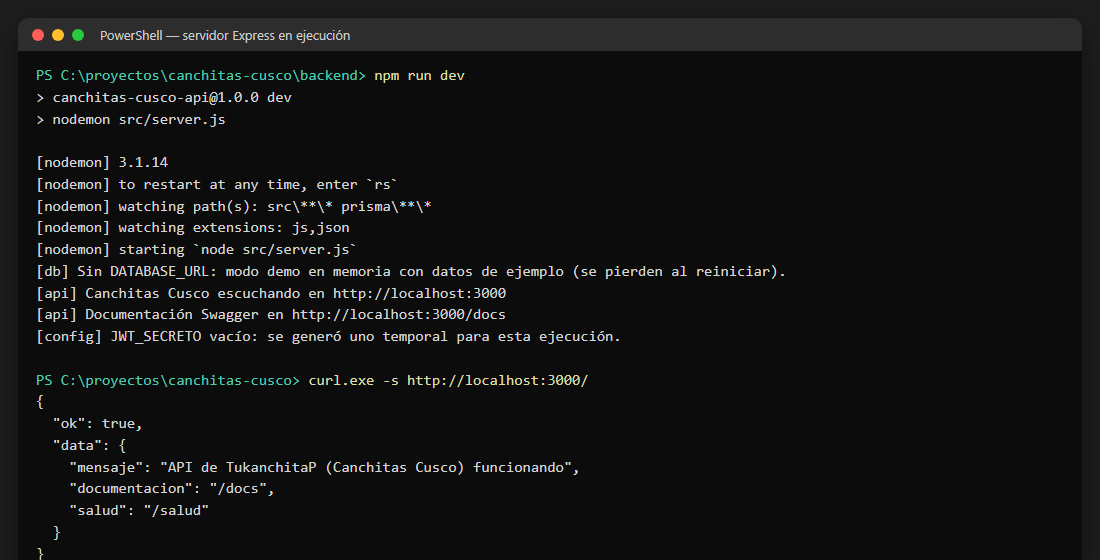 PowerShell — servidor Express en ejecución
PS C:\proyectos\canchitas-cusco\backend> npm run dev
> canchitas-cusco-api@1.0.0 dev
> nodemon src/server.js
[nodemon] 3.1.14
[nodemon] to restart at any time, enter `rs`
[nodemon] watching path(s): src\**\* prisma\**\*
[nodemon] watching extensions: js,json
[nodemon] starting `node src/server.js`
[db] Sin DATABASE_URL: modo demo en memoria con datos de ejemplo (se pierden al reiniciar).
[api] Canchitas Cusco escuchando en http://localhost:3000
[api] Documentación Swagger en http://localhost:3000/docs
[config] JWT_SECRETO vacío: se generó uno temporal para esta ejecución.
PS C:\proyectos\canchitas-cusco> curl.exe -s http://localhost:3000/
{
  "ok": true,
  "data": {
    "mensaje": "API de TukanchitaP (Canchitas Cusco) funcionando",
    "documentacion": "/docs",
    "salud": "/salud"
  }
}